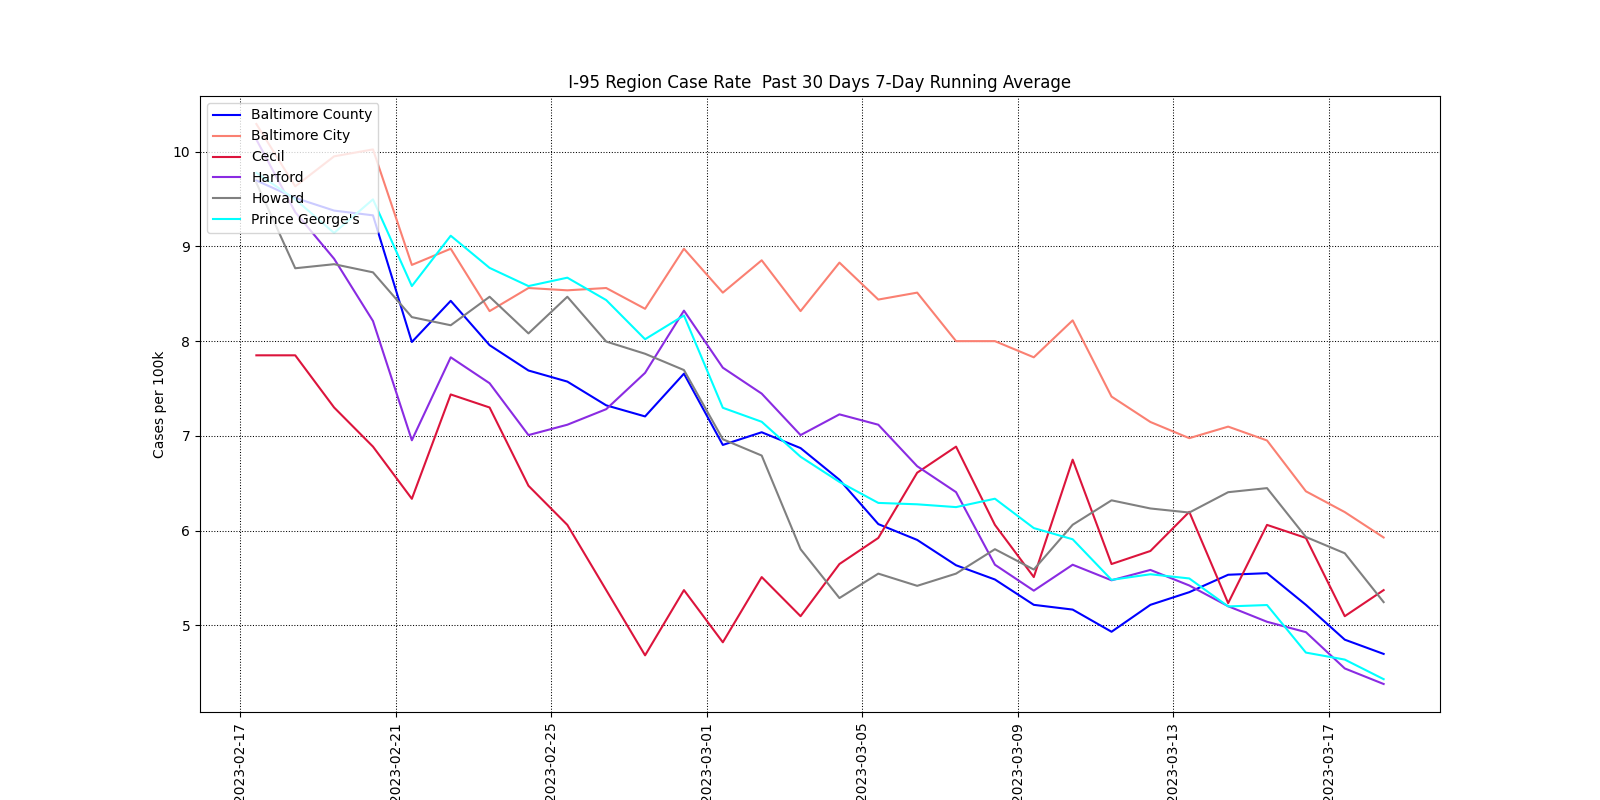 I-95 Region Case Rate  Past 30 Days 7-Day Running Average
Baltimore County
Baltimore City
Cecil
Harford
Howard
Prince George's
10
9
8
7
6
5
Cases per 100k
2023-02-17
2023-02-21
2023-02-25
2023-03-01
2023-03-05
2023-03-09
2023-03-13
2023-03-17